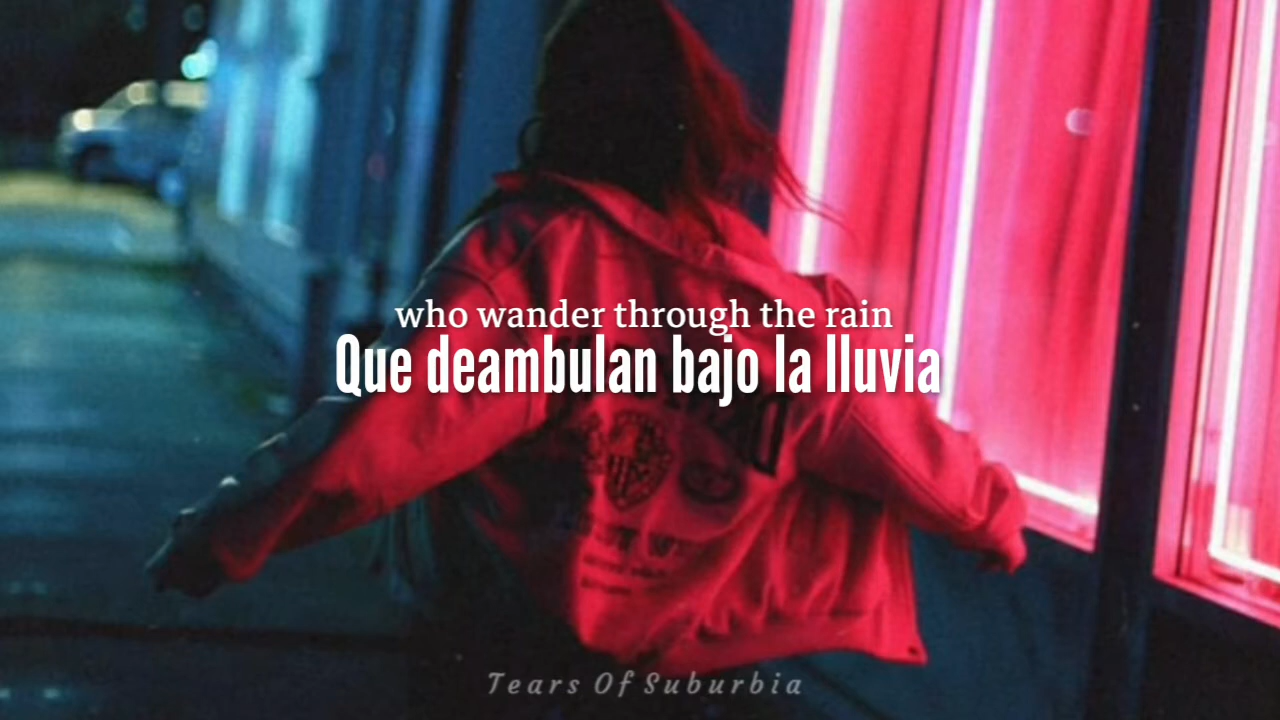 who wander through the rain
Que deambulan bajo la lluvia
Tears Of Suburbia